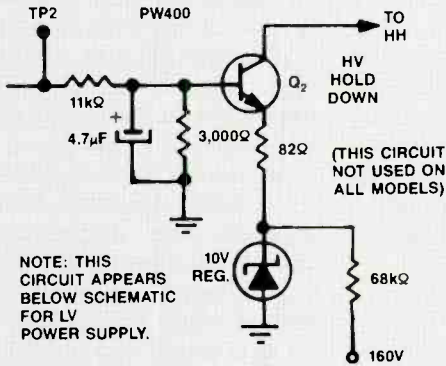 TP2
PW400
TO
HH
Q2
HV
HOLD
DOWN
11kΩ
+
4.7µF
3,000Ω
82Ω
(THIS CIRCUIT
NOT USED ON
ALL MODELS)
10V
REG.
68kΩ
NOTE: THIS
CIRCUIT APPEARS
BELOW SCHEMATIC
FOR LV
POWER SUPPLY.
160V